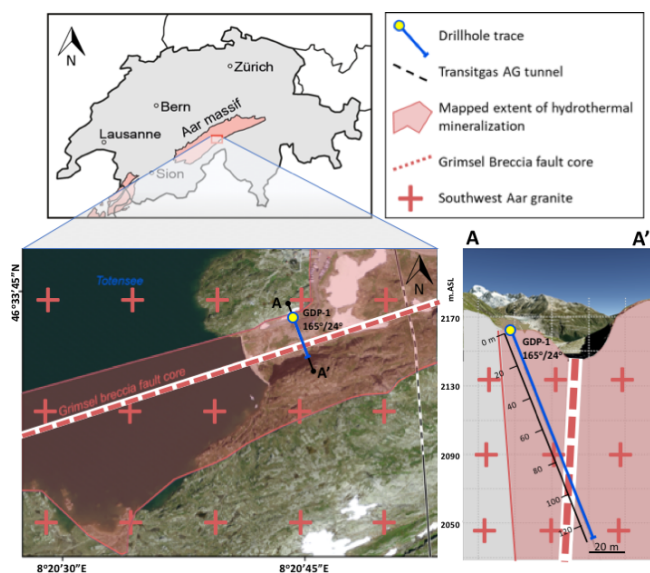 N
Zürich
Bern
Aar massif
Lausanne
Sion
Drillhole trace
Transitgas AG tunnel
Mapped extent of hydrothermal
mineralization
Grimsel Breccia fault core
Southwest Aar granite
46°33'45"N
Totensee
N
A
GDP-1
165°/24°
A'
Grimsel breccia fault core
8°20'30"E
8°20'45"E
A
A'
m.ASL
2170
2130
2090
2050
GDP-1
165°/24°
0 m
20
40
60
80
100
120
20 m